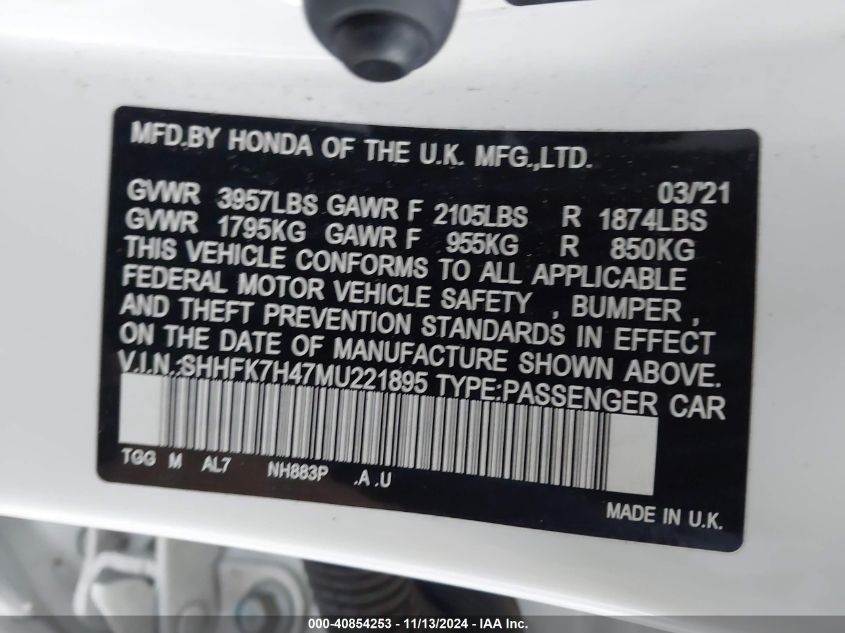 MFD.BY HONDA OF THE U.K. MFG.,LTD.
03/'21
GVWR 3957LBS GAWR F 2105LBS R 1874LBS
GVWR 1795KG GAWR F 955KG R 850KG
THIS VEHICLE CONFORMS TO ALL APPLICABLE
FEDERAL MOTOR VEHICLE SAFETY , BUMPER ,
AND THEFT PREVENTION STANDARDS IN EFFECT
ON THE DATE OF MANUFACTURE SHOWN ABOVE.
V.I.N.:SHHFK7H47MU221895 TYPE:PASSENGER CAR
TGG M AL7 NH883P .A .U
MADE IN U.K.
000-40854253 - 11/13/2024 - IAA Inc.